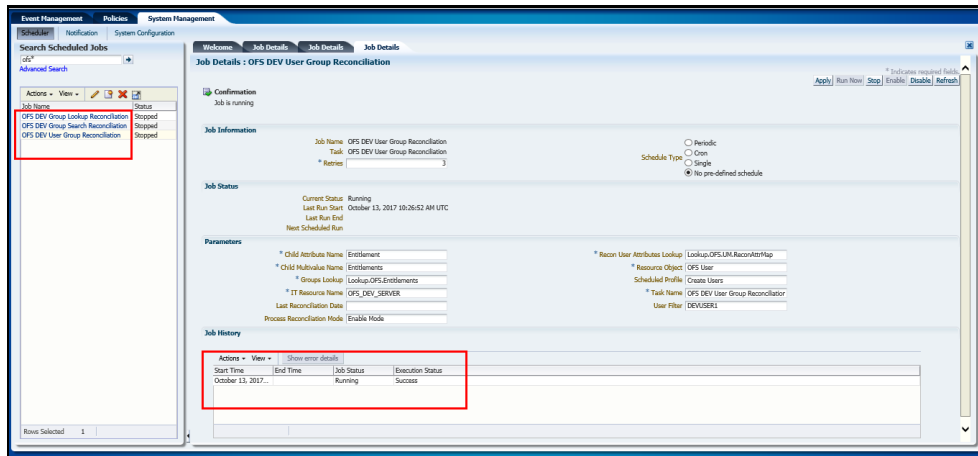 Event Management Policies System Management
Scheduler Notification System Configuration
Search Scheduled Jobs
ofs*
Advanced Search
Actions View
Job Name Status
OFS DEV Group Lookup Reconciliation Stopped
OFS DEV Group Search Reconciliation Stopped
OFS DEV User Group Reconciliation Stopped
Rows Selected 1
Welcome Job Details Job Details Job Details
Job Details : OFS DEV User Group Reconciliation
* Indicates required fields.
Apply Run Now Stop Enable Disable Refresh
Confirmation
Job is running
Job Information
Job Name OFS DEV User Group Reconciliation
Task OFS DEV User Group Reconciliation
* Retries 3
Schedule Type
Periodic
Cron
Single
No pre-defined schedule
Job Status
Current Status Running
Last Run Start October 13, 2017 10:26:52 AM UTC
Last Run End
Next Scheduled Run
Parameters
* Child Attribute Name Entitlement
* Child Multivalue Name Entitlements
* Groups Lookup Lookup.OFS.Entitlements
* IT Resource Name OFS_DEV_SERVER
Last Reconciliation Date
Process Reconciliation Mode Enable Mode
* Recon User Attributes Lookup Lookup.OFS.UM.ReconAttrMap
* Resource Object OFS User
Scheduled Profile Create Users
* Task Name OFS DEV User Group Reconciliation
User Filter DEVUSER1
Job History
Actions View Show error details
Start Time End Time Job Status Execution Status
October 13, 2017... Running Success